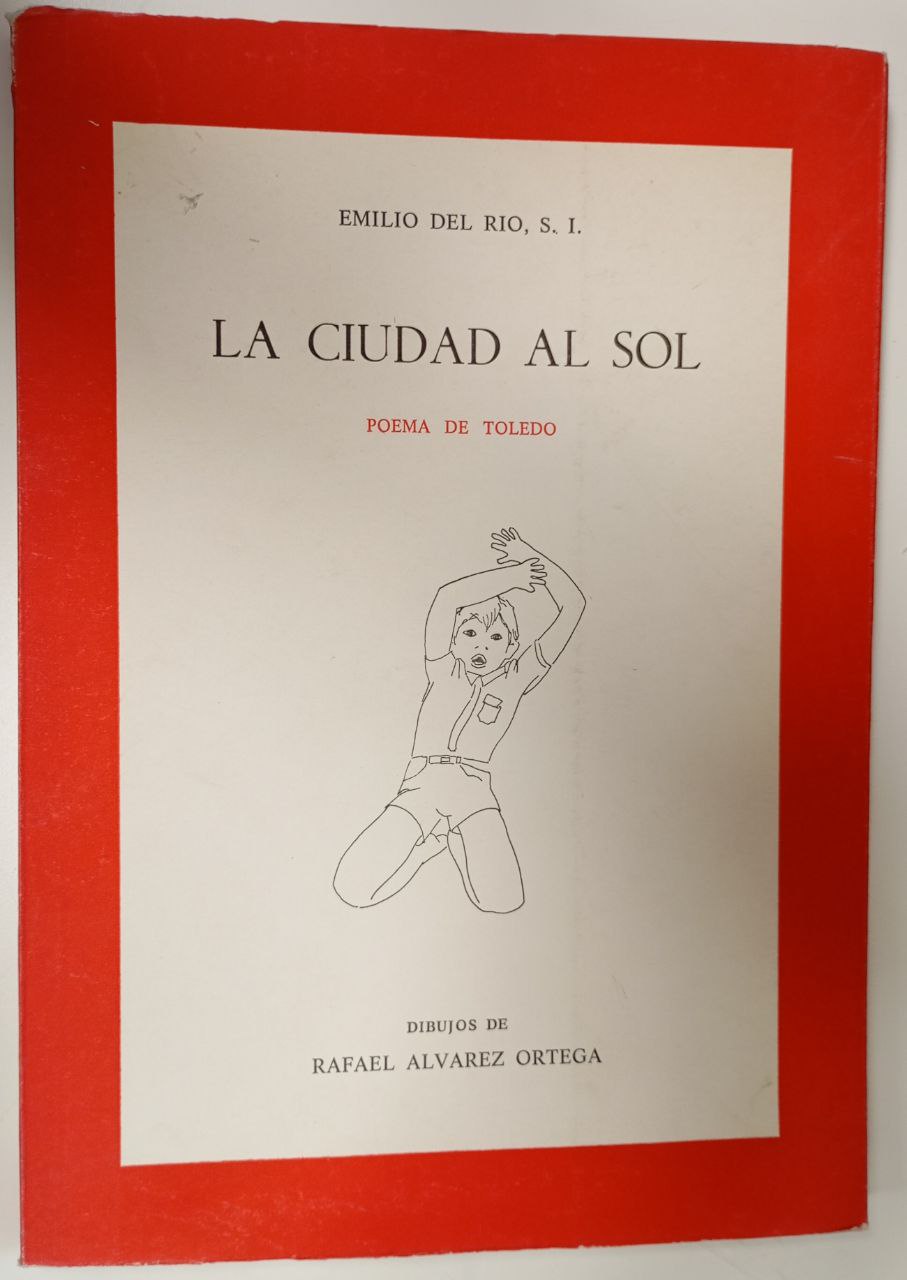 EMILIO DEL RIO, S. I.
LA CIUDAD AL SOL
POEMA DE TOLEDO
DIBUJOS DE
RAFAEL ALVAREZ ORTEGA